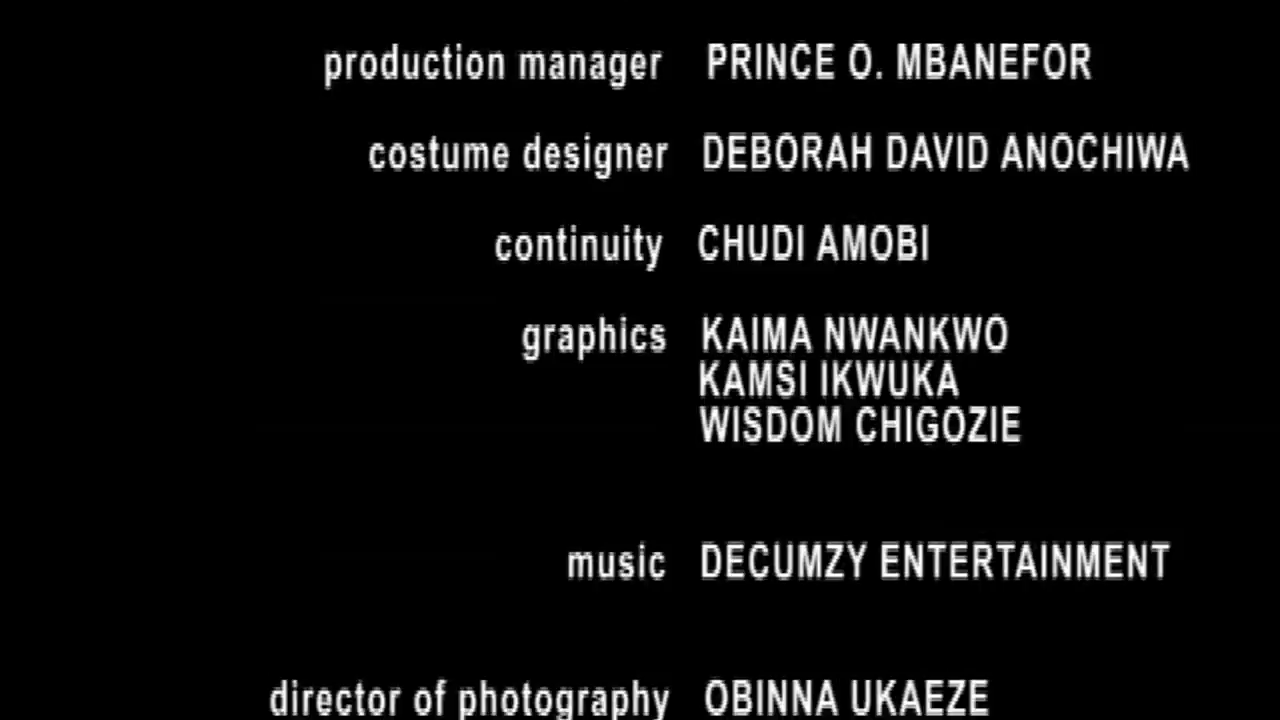 production manager PRINCE O. MBANEFOR
costume designer DEBORAH DAVID ANOCHIWA
continuity CHUDI AMOBI
graphics KAIMA NWANKWO
KAMSI IKWUKA
WISDOM CHIGOZIE
music DECUMZY ENTERTAINMENT
director of photography OBINNA UKAEZE